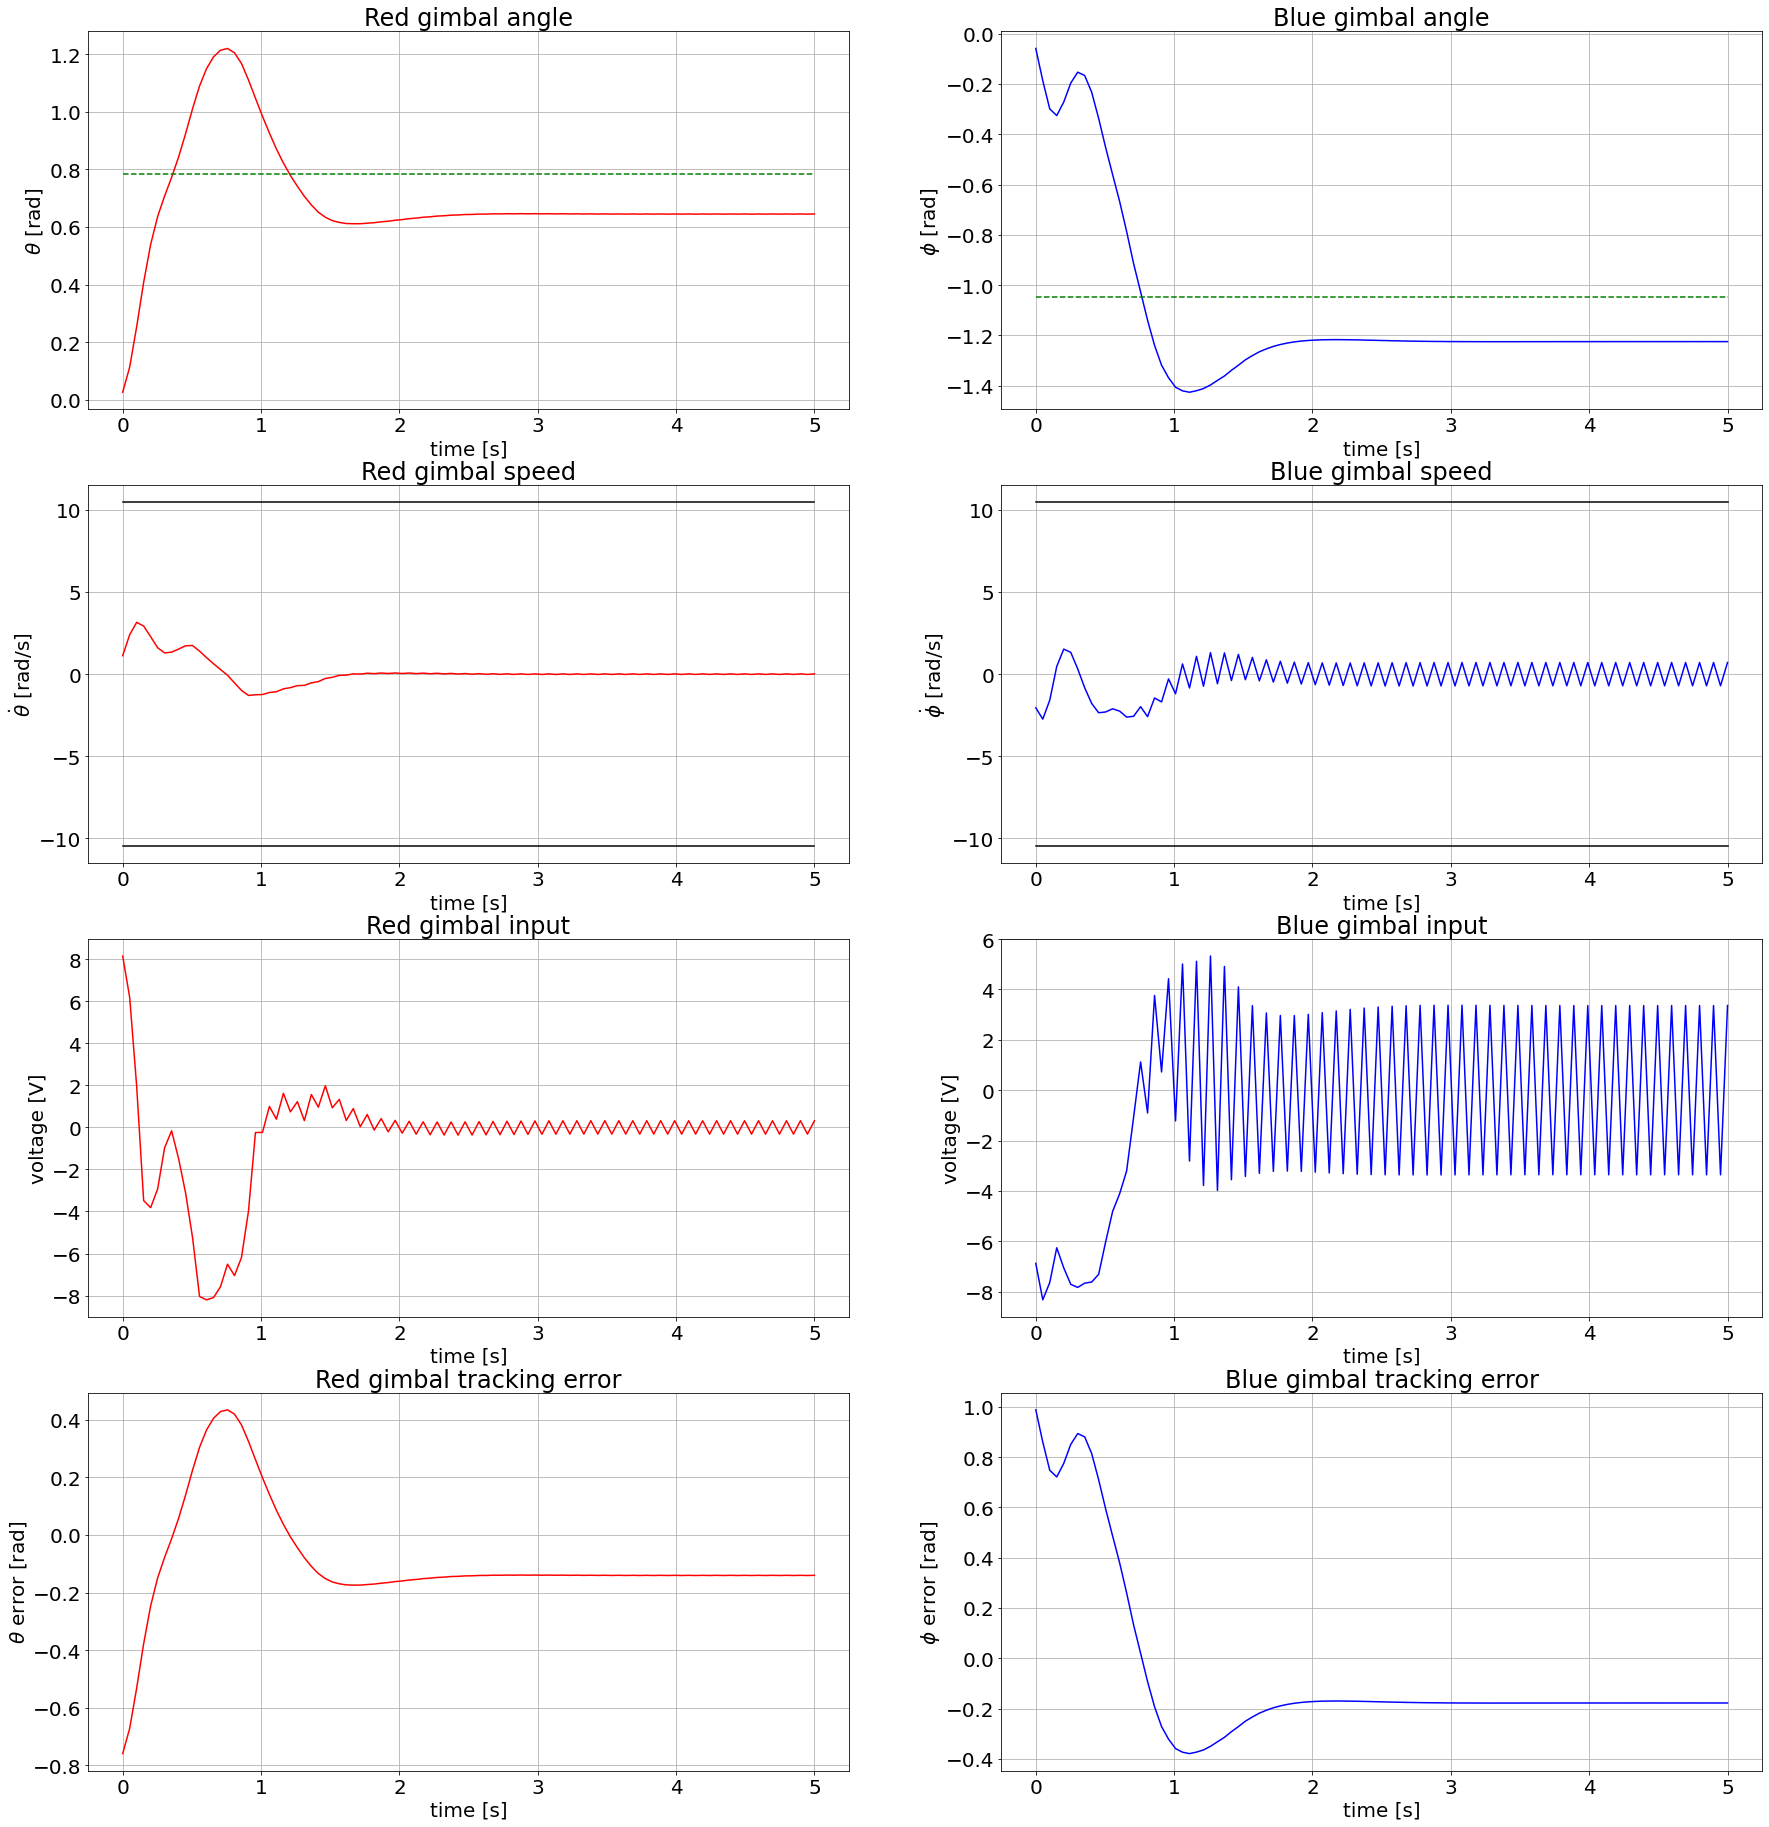 Red gimbal angle
θ [rad]
1.2
1.0
0.8
0.6
0.4
0.2
0.0
0 1 2 3 4 5
time [s]
Blue gimbal angle
ϕ [rad]
0.0
−0.2
−0.4
−0.6
−0.8
−1.0
−1.2
−1.4
0 1 2 3 4 5
time [s]
Red gimbal speed
θ̇ [rad/s]
10
5
0
−5
−10
0 1 2 3 4 5
time [s]
Blue gimbal speed
ϕ̇ [rad/s]
10
5
0
−5
−10
0 1 2 3 4 5
time [s]
Red gimbal input
voltage [V]
8
6
4
2
0
−2
−4
−6
−8
0 1 2 3 4 5
time [s]
Blue gimbal input
voltage [V]
6
4
2
0
−2
−4
−6
−8
0 1 2 3 4 5
time [s]
Red gimbal tracking error
θ error [rad]
0.4
0.2
0.0
−0.2
−0.4
−0.6
−0.8
0 1 2 3 4 5
time [s]
Blue gimbal tracking error
ϕ error [rad]
1.0
0.8
0.6
0.4
0.2
0.0
−0.2
−0.4
0 1 2 3 4 5
time [s]